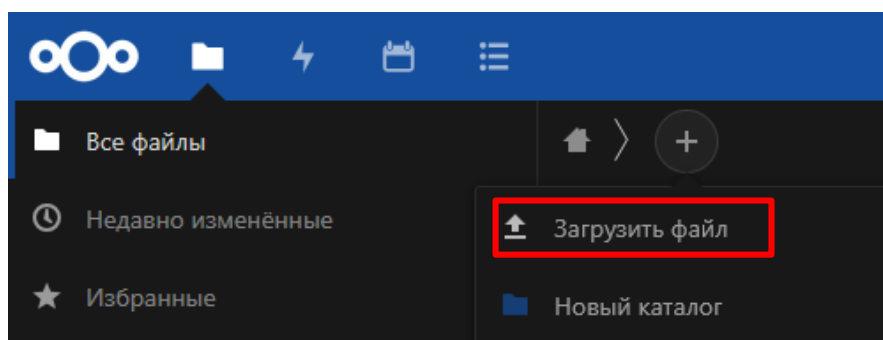 Все файлы
Недавно изменённые
Загрузить файл
Избранные
Новый каталог